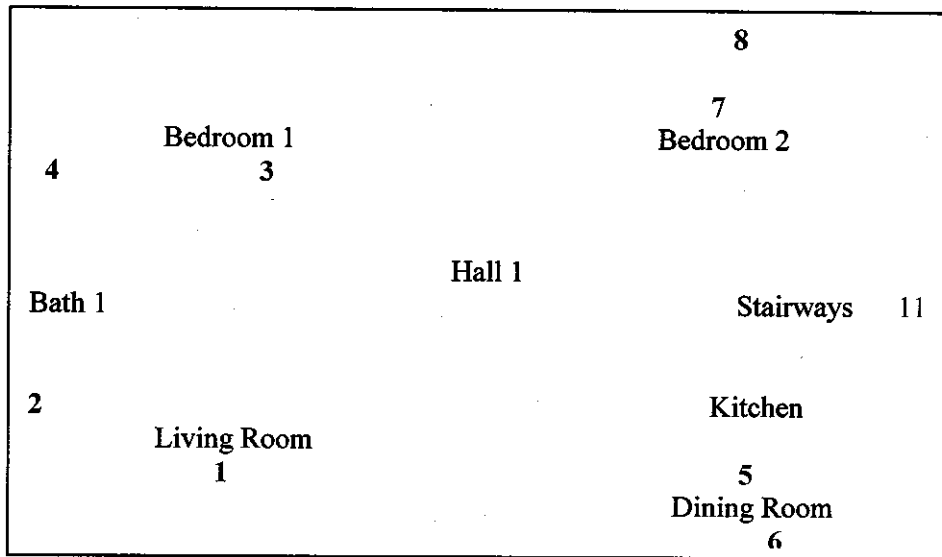 8
7
Bedroom 1
Bedroom 2
4 3
Hall 1
Bath 1
Stairways 11
2
Kitchen
Living Room
1
5
Dining Room
6